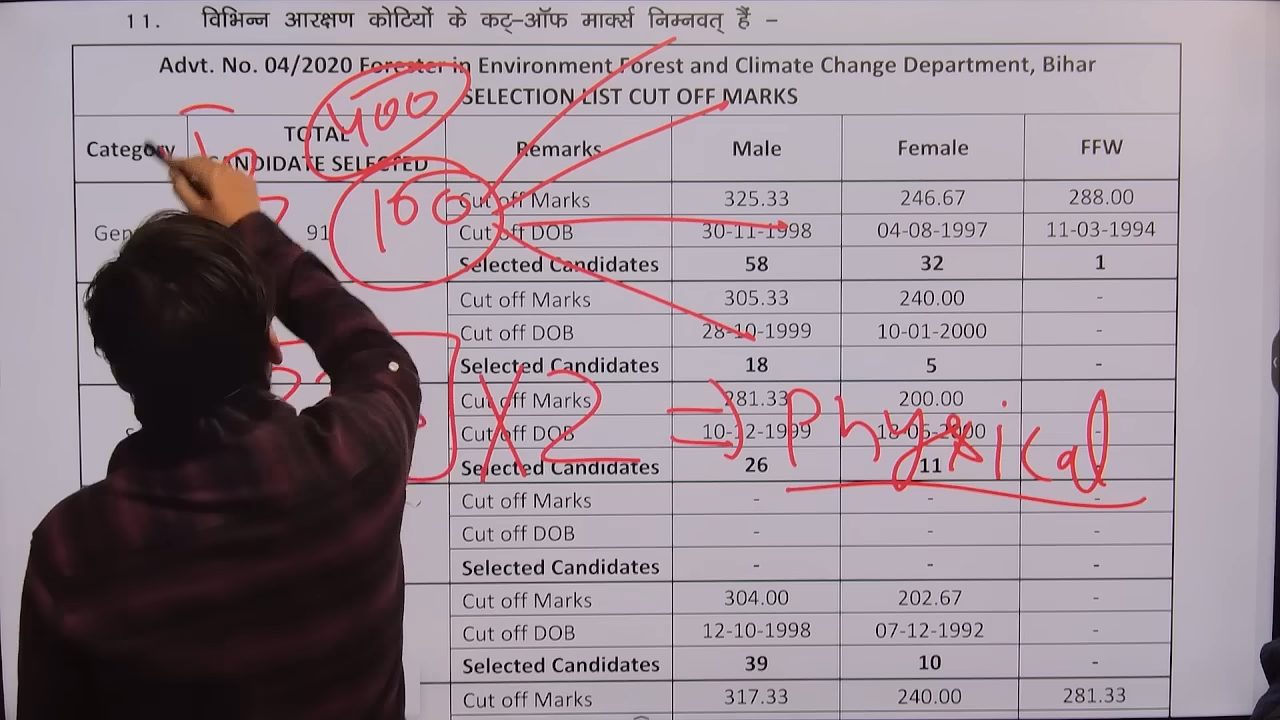 11. विभिन्न आरक्षण कोटियों के कट्-ऑफ मार्क्स निम्नवत् हैं –
Advt. No. 04/2020 Forester in Environment Forest and Climate Change Department, Bihar
SELECTION LIST CUT OFF MARKS
400
Category TOTAL CANDIDATE SELECTED Remarks Male Female FFW
100
91 Cut off Marks 325.33 246.67 288.00
Cut off DOB 30-11-1998 04-08-1997 11-03-1994
Selected Candidates 58 32 1
Cut off Marks 305.33 240.00 -
Cut off DOB 28-10-1999 10-01-2000 -
Selected Candidates 18 5 -
X2 ⇒ Physical
Cut off Marks 281.33 200.00 -
Cut off DOB 10-12-1999 18-05-2000 -
Selected Candidates 26 11 -
Cut off Marks - - -
Cut off DOB - - -
Selected Candidates - - -
Cut off Marks 304.00 202.67 -
Cut off DOB 12-10-1998 07-12-1992 -
Selected Candidates 39 10 -
Cut off Marks 317.33 240.00 281.33